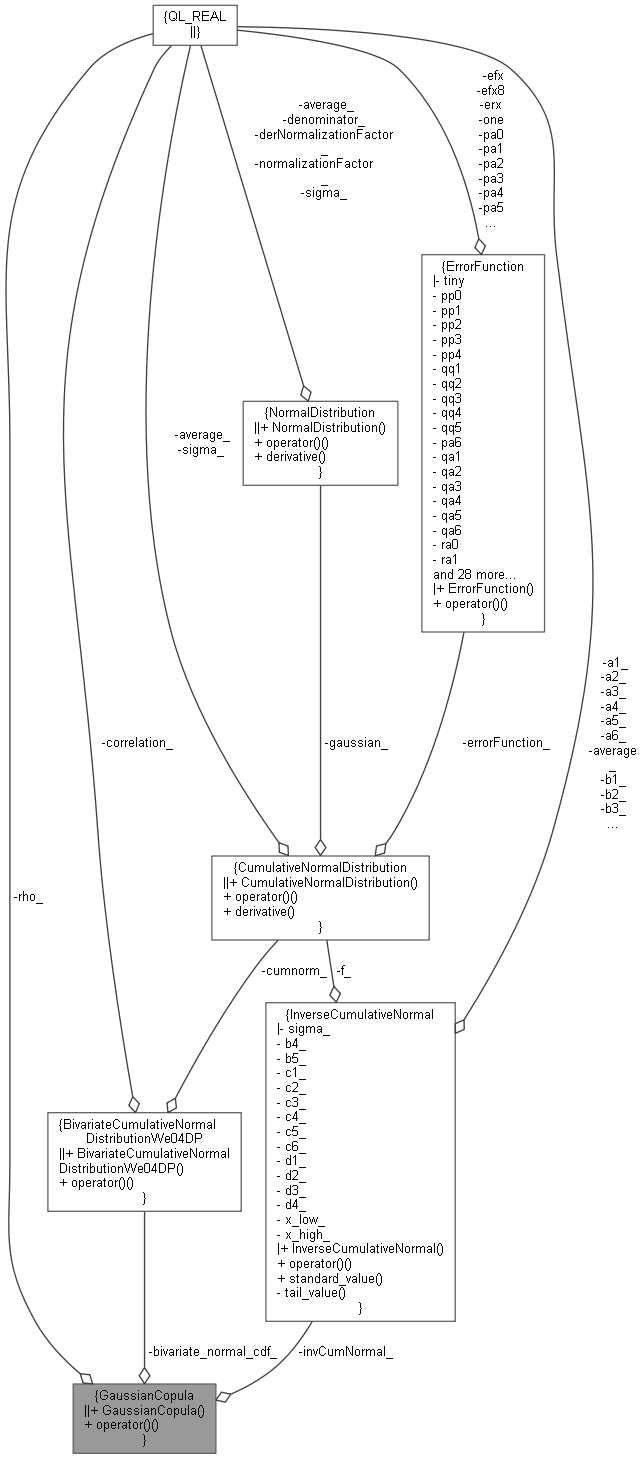 {QL_REAL
||}
-efx
-efx8
-erx
-one
-pa0
-pa1
-pa2
-pa3
-pa4
-pa5
...
-average_
-denominator_
-derNormalizationFactor
_
-normalizationFactor
_
-sigma_
{ErrorFunction
|- tiny
- pp0
- pp1
- pp2
- pp3
- pp4
- qq1
- qq2
- qq3
- qq4
- qq5
- pa6
- qa1
- qa2
- qa3
- qa4
- qa5
- qa6
- ra0
- ra1
and 28 more...
|+ ErrorFunction()
+ operator()()
}
{NormalDistribution
||+ NormalDistribution()
+ operator()()
+ derivative()
}
-average_
-sigma_
-a1_
-a2_
-a3_
-a4_
-a5_
-a6_
-average
_
-b1_
-b2_
-b3_
...
-correlation_
-gaussian_
-errorFunction_
{CumulativeNormalDistribution
||+ CumulativeNormalDistribution()
+ operator()()
+ derivative()
}
-rho_
-cumnorm_
-f_
{InverseCumulativeNormal
|- sigma_
- b4_
- b5_
- c1_
- c2_
- c3_
- c4_
- c5_
- c6_
- d1_
- d2_
- d3_
- d4_
- x_low_
- x_high_
|+ InverseCumulativeNormal()
+ operator()()
+ standard_value()
- tail_value()
}
{BivariateCumulativeNormal
DistributionWe04DP
||+ BivariateCumulativeNormal
DistributionWe04DP()
+ operator()()
}
-bivariate_normal_cdf_
-invCumNormal_
{GaussianCopula
||+ GaussianCopula()
+ operator()()
}